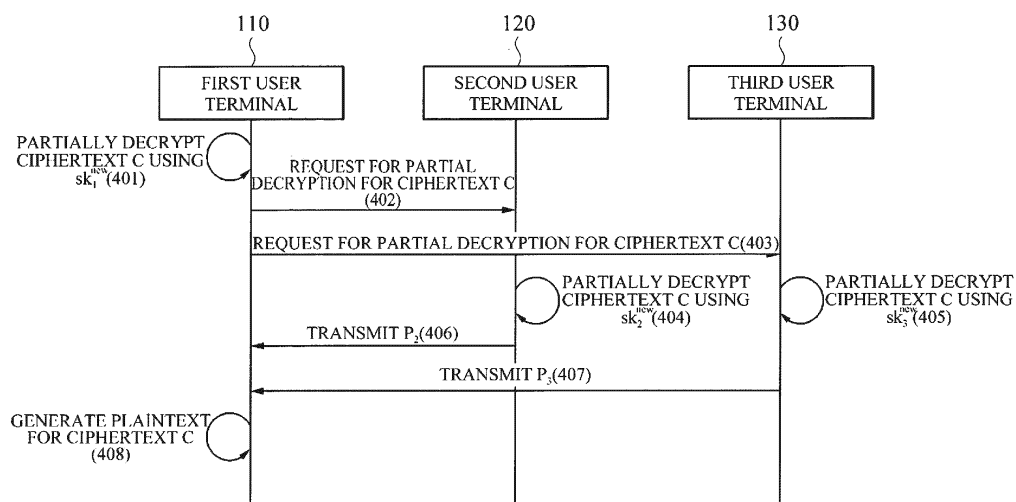 110
120
130
FIRST USER
TERMINAL
SECOND USER
TERMINAL
THIRD USER
TERMINAL
PARTIALLY DECRYPT
CIPHERTEXT C USING
sk₁ⁿᵉʷ(401)
REQUEST FOR PARTIAL
DECRYPTION FOR CIPHERTEXT C
(402)
REQUEST FOR PARTIAL DECRYPTION FOR CIPHERTEXT C(403)
PARTIALLY DECRYPT
CIPHERTEXT C USING
sk₂ⁿᵉʷ(404)
PARTIALLY DECRYPT
CIPHERTEXT C USING
sk₃ⁿᵉʷ(405)
TRANSMIT P₂(406)
TRANSMIT P₃(407)
GENERATE PLAINTEXT
FOR CIPHERTEXT C
(408)